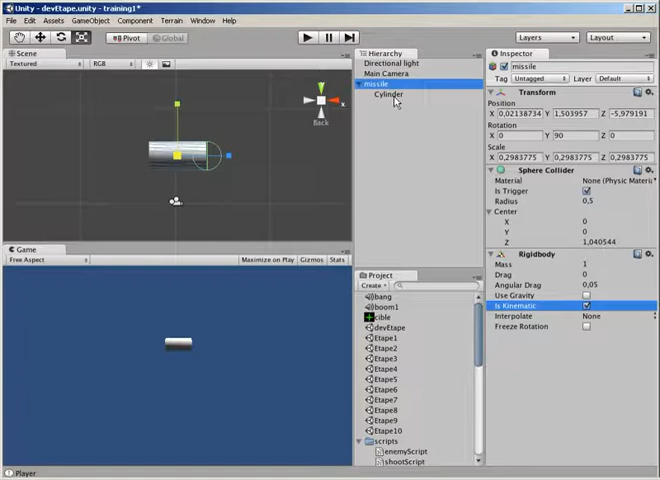 Unity - devEtape.unity - training1*
File Edit Assets GameObject Component Terrain Window Help
Pivot Global Layers Layout
Scene
Textured RGB
y
x
Back
Game
Free Aspect Maximize on Play Gizmos Stats
Hierarchy
Directional light
Main Camera
missile
Cylinder
Project
Create
bang
boom1
cible
devEtape
Etape1
Etape2
Etape3
Etape4
Etape5
Etape6
Etape7
Etape8
Etape9
Etape10
scripts
enemyScript
shootScript
Inspector
missile
Tag Untagged Layer Default
Transform
Position
X 0,02138734 Y 1,503957 Z -5,979191
Rotation
X 0 Y 90 Z 0
Scale
X 0,2983775 Y 0,2983775 Z 0,2983775
Sphere Collider
Material None (Physic Materi
Is Trigger
Radius 0,5
Center
X 0
Y 0
Z 1,040544
Rigidbody
Mass 1
Drag 0
Angular Drag 0,05
Use Gravity
Is Kinematic
Interpolate None
Freeze Rotation
Player